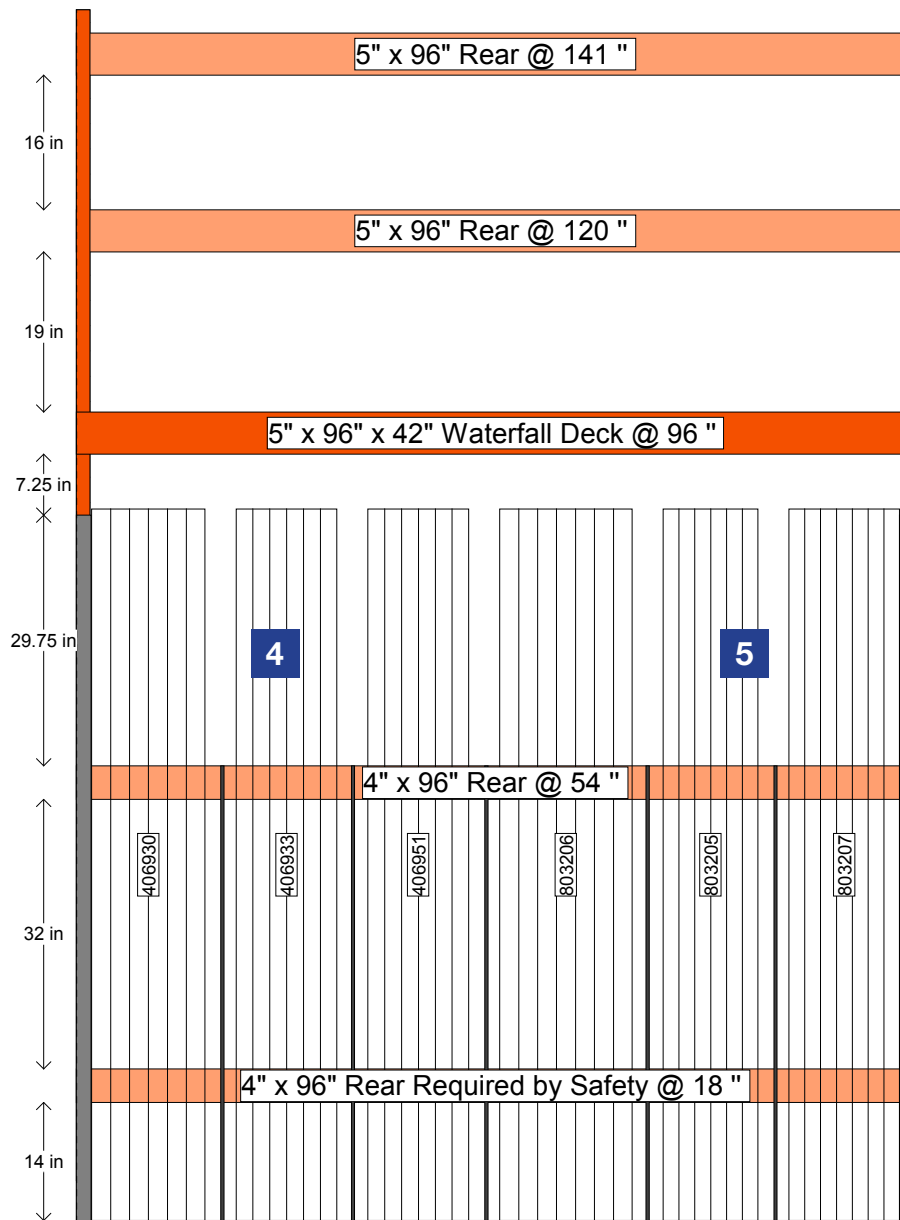 5" x 96" Rear @ 141 "
16 in
5" x 96" Rear @ 120 "
19 in
5" x 96" x 42" Waterfall Deck @ 96 "
7.25 in
29.75 in
4
5
4" x 96" Rear @ 54 "
406930
406933
406951
803206
803205
803207
32 in
4" x 96" Rear Required by Safety @ 18 "
14 in